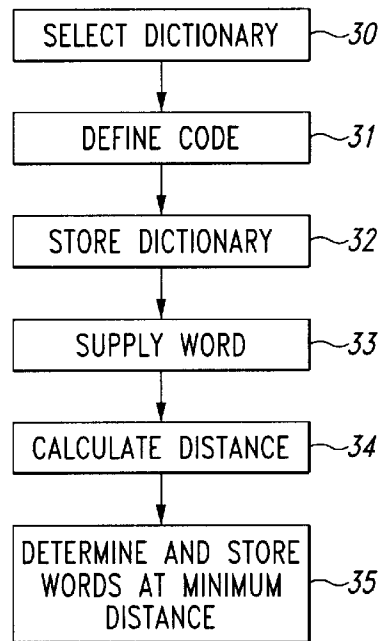 SELECT DICTIONARY 30
DEFINE CODE 31
STORE DICTIONARY 32
SUPPLY WORD 33
CALCULATE DISTANCE 34
DETERMINE AND STORE
WORDS AT MINIMUM 35
DISTANCE